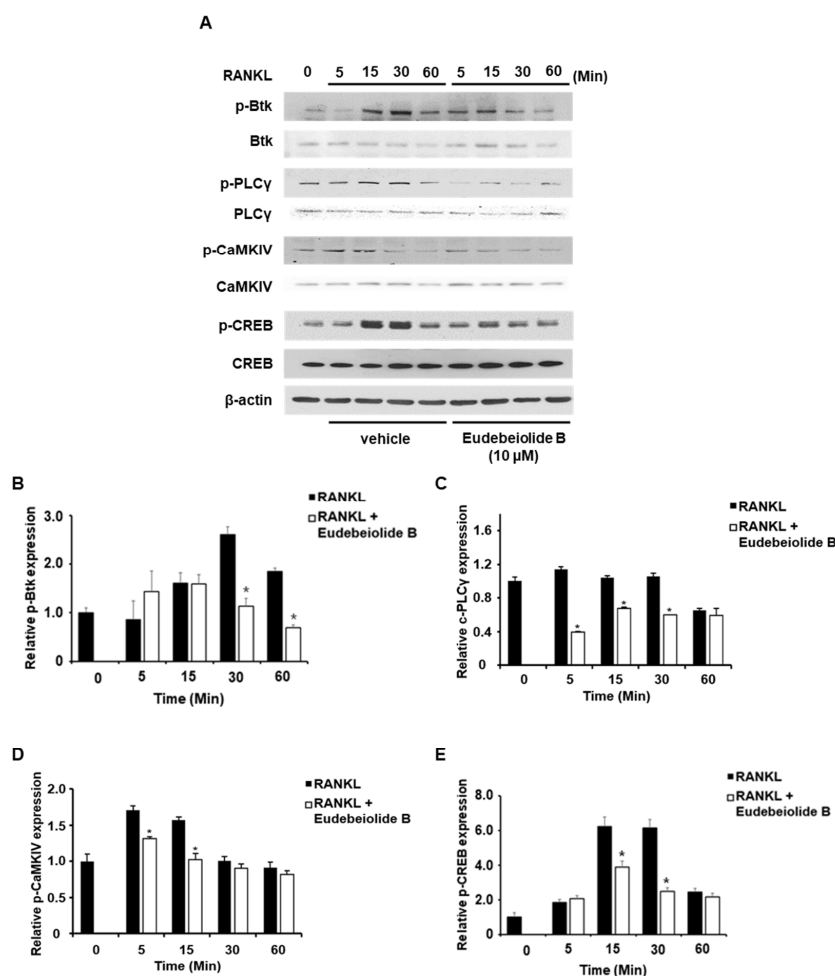 A
RANKL 0 5 15 30 60 5 15 30 60 (Min)
p-Btk
Btk
p-PLCγ
PLCγ
p-CaMKIV
CaMKIV
p-CREB
CREB
β-actin
vehicle Eudebeiolide B
(10 µM)
B
RANKL
RANKL +
Eudebeiolide B
Relative p-Btk expression
3.0
2.0
1.0
0
* *
0 5 15 30 60
Time (Min)
C
RANKL
RANKL +
Eudebeiolide B
Relative c-PLCγ expression
1.6
1.2
0.8
0.4
0
* * *
0 5 15 30 60
Time (Min)
D
RANKL
RANKL +
Eudebeiolide B
Relative p-CaMKIV expression
2.0
1.5
1.0
0.5
0
* *
0 5 15 30 60
Time (Min)
E
RANKL
RANKL +
Eudebeiolide B
Relative p-CREB expression
8.0
6.0
4.0
2.0
0
* *
0 5 15 30 60
Time (Min)